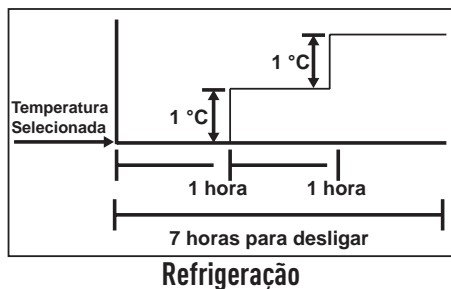 1 °C
1 °C
Temperatura
Selecionada
1 hora
1 hora
7 horas para desligar
Refrigeração